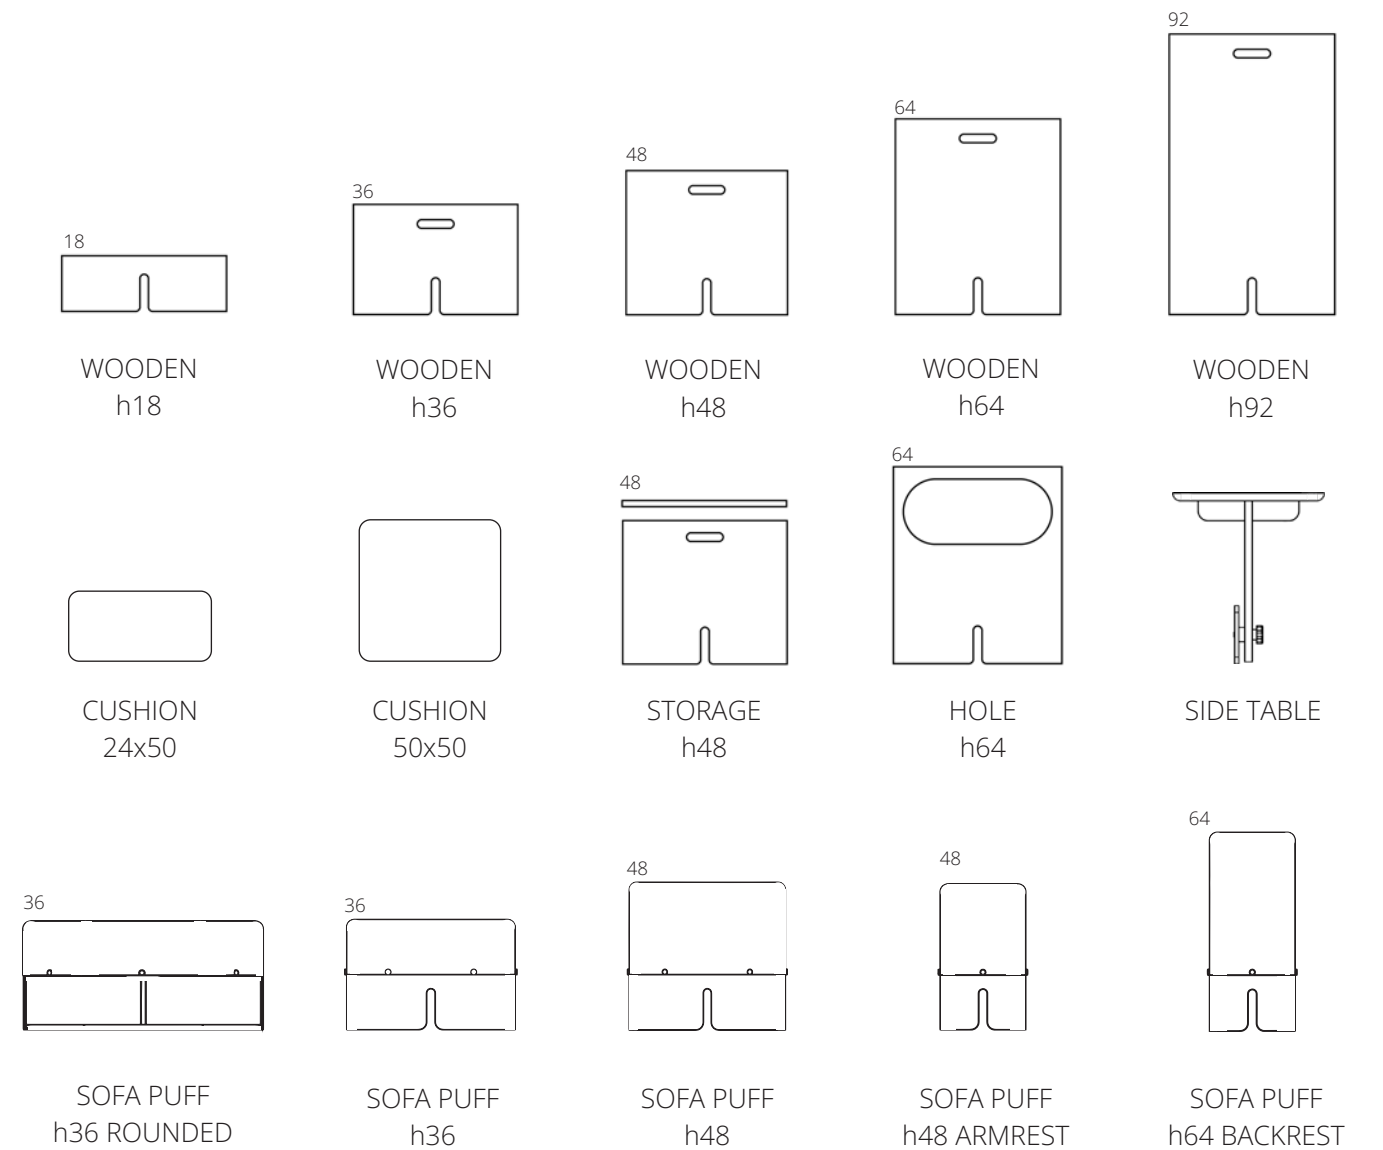 92
64
48
36
18
WOODEN
h18
WOODEN
h36
WOODEN
h48
WOODEN
h64
WOODEN
h92
64
48
CUSHION
24x50
CUSHION
50x50
STORAGE
h48
HOLE
h64
SIDE TABLE
64
48
48
36
36
SOFA PUFF
h36 ROUNDED
SOFA PUFF
h36
SOFA PUFF
h48
SOFA PUFF
h48 ARMREST
SOFA PUFF
h64 BACKREST